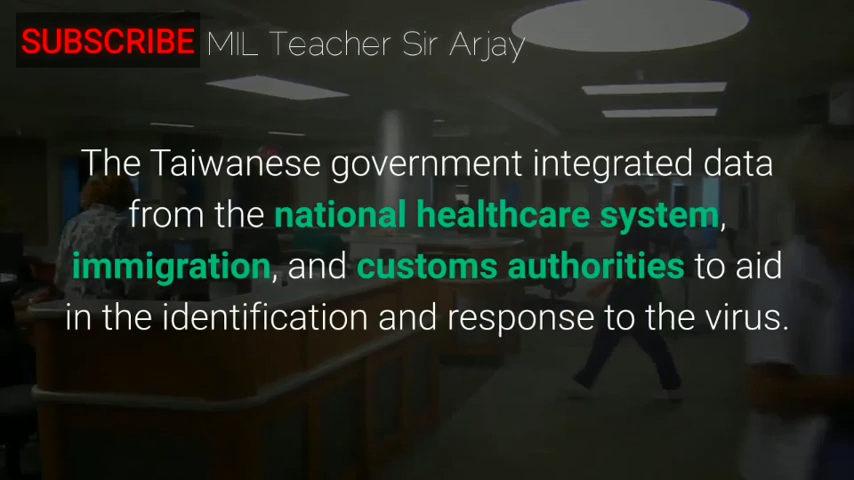 SUBSCRIBE MIL Teacher Sir Arjay
The Taiwanese government integrated data
from the national healthcare system,
immigration, and customs authorities to aid
in the identification and response to the virus.